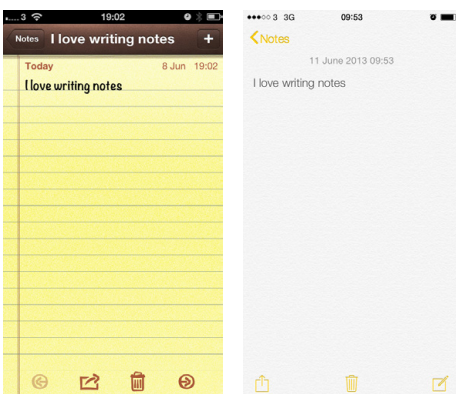 3 19:02
Notes I love writing notes +
Today 8 Jun 19:02
I love writing notes
3 3G 09:53
Notes
11 June 2013 09:53
I love writing notes